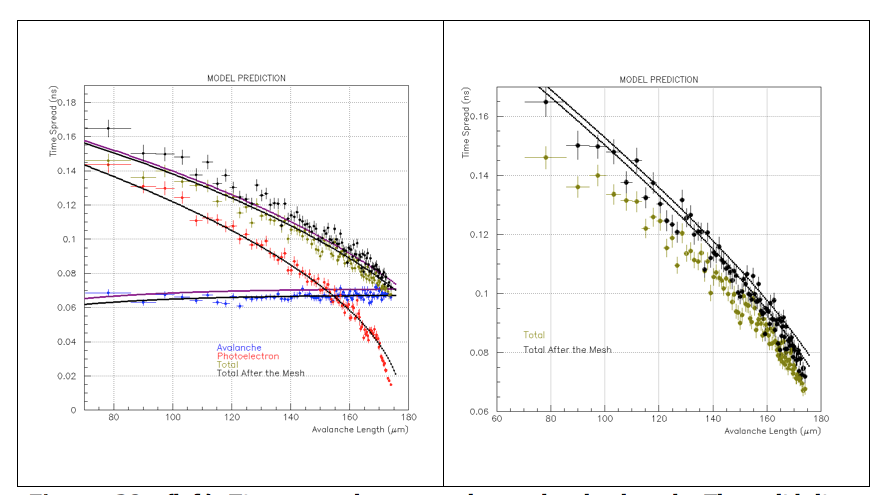 MODEL PREDICTION
Time Spread (ns)
0.18
0.16
0.14
0.12
0.1
0.08
0.06
0.04
0.02
0
Avalanche
Photoelectron
Total
Total After the Mesh
80
100
120
140
160
180
Avalanche Length (μm)
MODEL PREDICTION
Time Spread (ns)
0.16
0.14
0.12
0.1
0.08
0.06
Total
Total After the Mesh
60
80
100
120
140
160
180
Avalanche Length (μm)